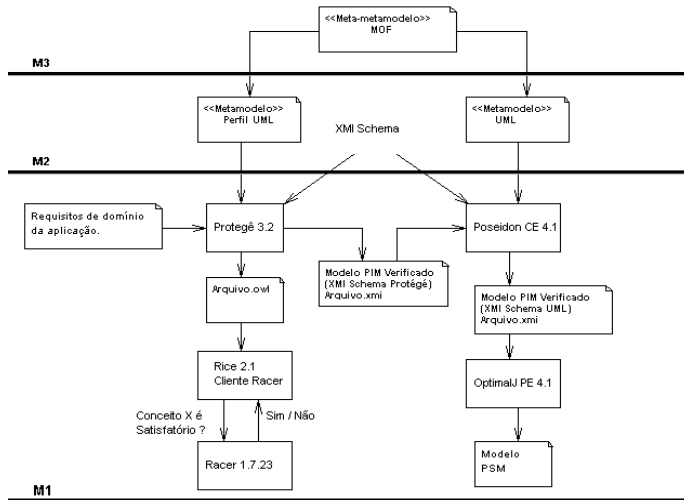 <<Meta-metamodelo>>
MOF
M3
<<Metamodelo>>
Perfil UML
<<Metamodelo>>
UML
XMI Schema
M2
Requisitos de domínio
da aplicação.
Protegê 3.2
Poseidon CE 4.1
Modelo PIM Verificado
(XMI Schema Protégé)
Arquivo.xmi
Arquivo.owl
Modelo PIM Verificado
(XMI Schema UML)
Arquivo.xmi
Rice 2.1
Cliente Racer
OptimalJ PE 4.1
Conceito X é
Satisfatório ?
Sim / Não
Racer 1.7.23
Modelo
PSM
M1